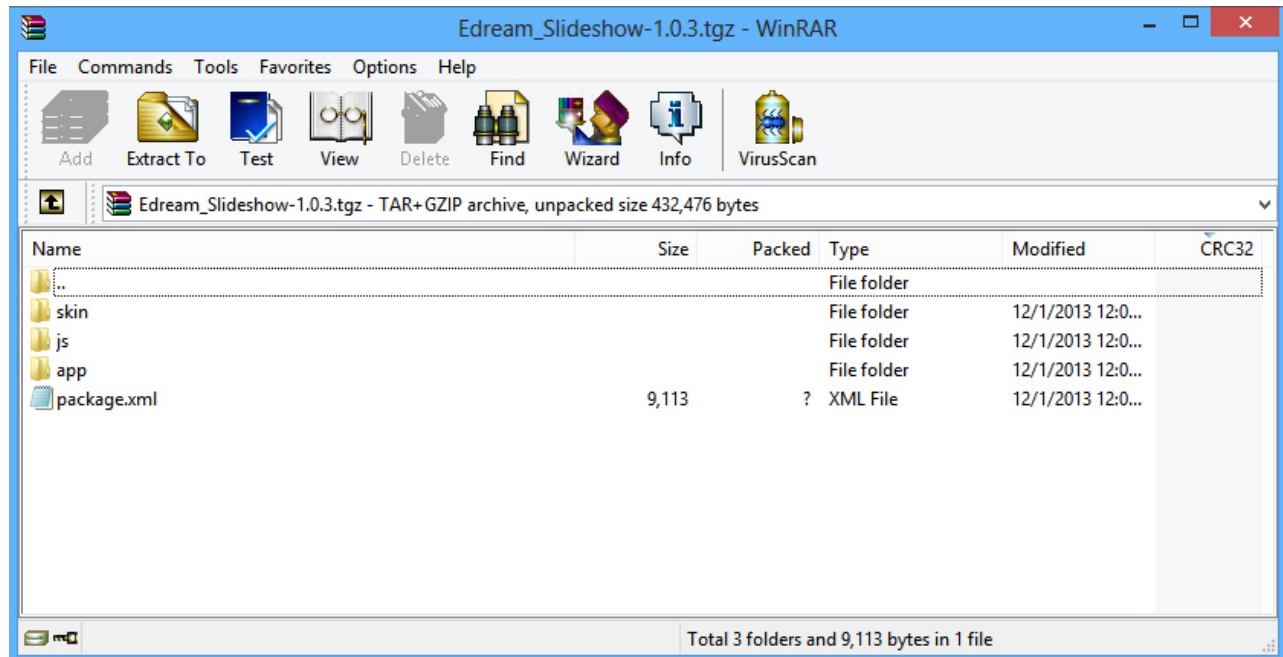 Edream_Slideshow-1.0.3.tgz - WinRAR
File Commands Tools Favorites Options Help
Add Extract To Test View Delete Find Wizard Info VirusScan
Edream_Slideshow-1.0.3.tgz - TAR+GZIP archive, unpacked size 432,476 bytes
Name Size Packed Type Modified CRC32
.. File folder
skin File folder 12/1/2013 12:0...
js File folder 12/1/2013 12:0...
app File folder 12/1/2013 12:0...
package.xml 9,113 ? XML File 12/1/2013 12:0...
Total 3 folders and 9,113 bytes in 1 file